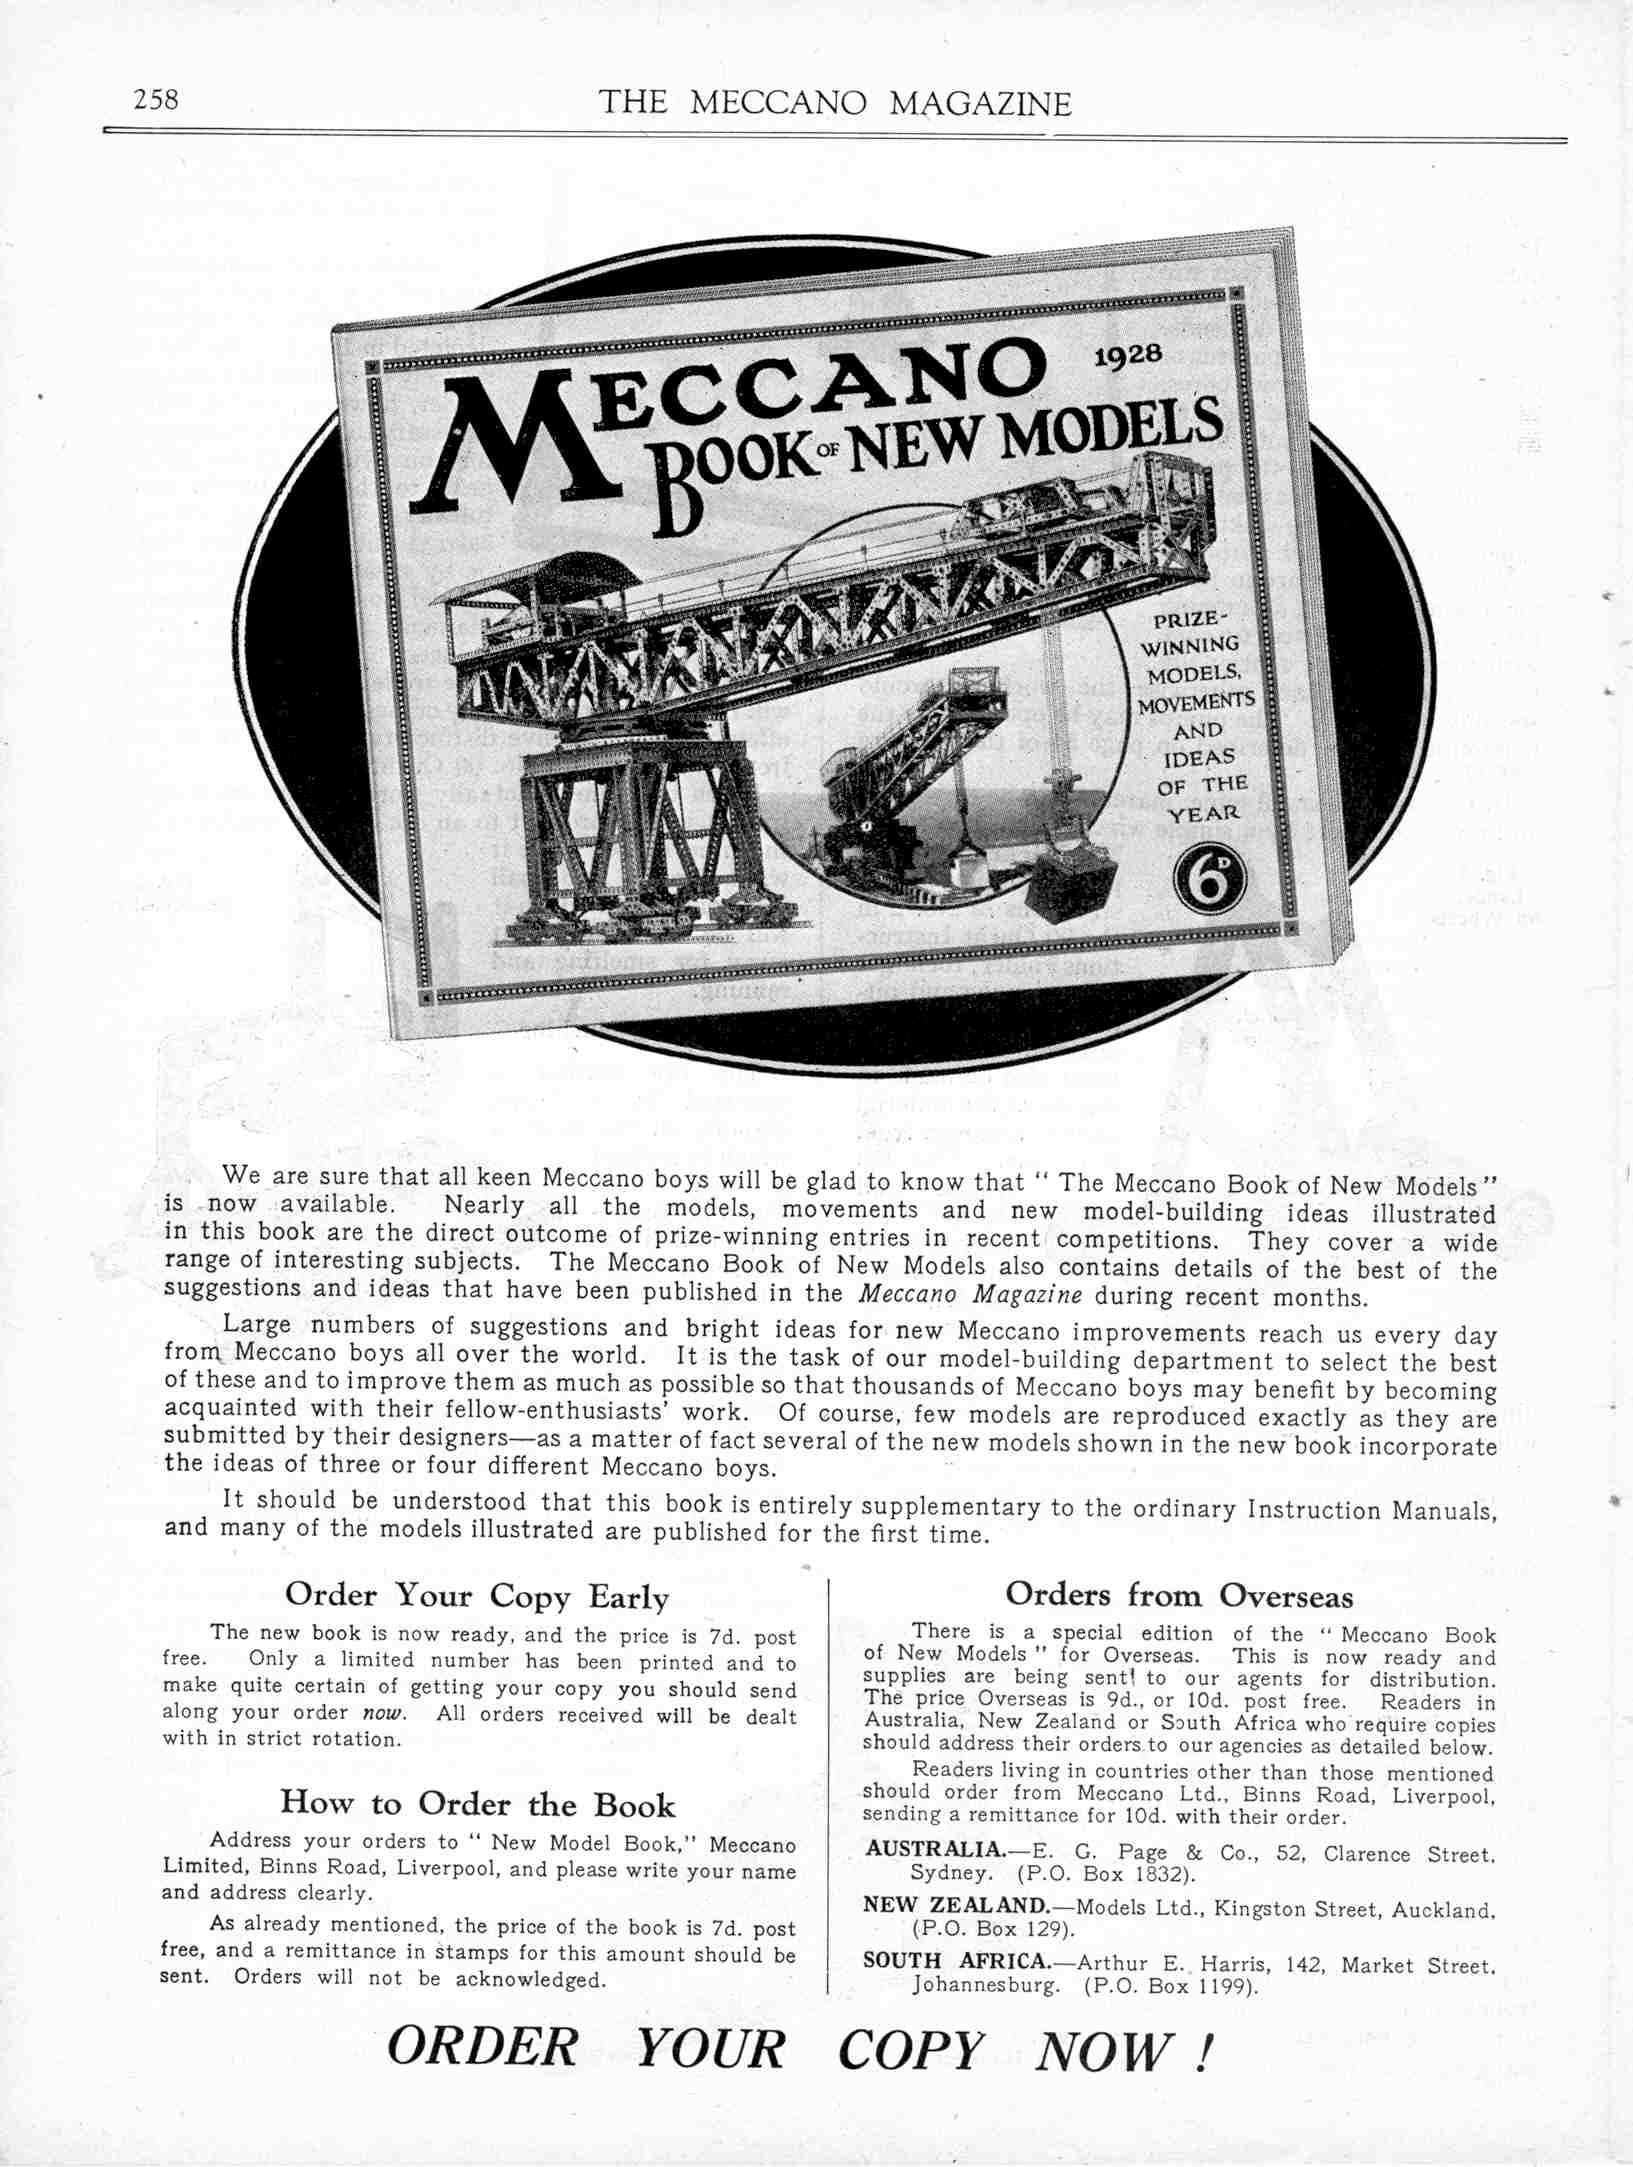 258
THE MECCANO MAGAZINE
MECCANO 1928
BOOK OF NEW MODELS
PRIZE-
WINNING
MODELS,
MOVEMENTS
AND
IDEAS
OF THE
YEAR
6D
We are sure that all keen Meccano boys will be glad to know that “ The Meccano Book of New Models ”
is now available. Nearly all the models, movements and new model-building ideas illustrated
in this book are the direct outcome of prize-winning entries in recent competitions. They cover a wide
range of interesting subjects. The Meccano Book of New Models also contains details of the best of the
suggestions and ideas that have been published in the Meccano Magazine during recent months.
Large numbers of suggestions and bright ideas for new Meccano improvements reach us every day
from Meccano boys all over the world. It is the task of our model-building department to select the best
of these and to improve them as much as possible so that thousands of Meccano boys may benefit by becoming
acquainted with their fellow-enthusiasts’ work. Of course, few models are reproduced exactly as they are
submitted by their designers—as a matter of fact several of the new models shown in the new book incorporate
the ideas of three or four different Meccano boys.
It should be understood that this book is entirely supplementary to the ordinary Instruction Manuals,
and many of the models illustrated are published for the first time.
Order Your Copy Early
The new book is now ready, and the price is 7d. post
free. Only a limited number has been printed and to
make quite certain of getting your copy you should send
along your order now. All orders received will be dealt
with in strict rotation.
How to Order the Book
Address your orders to “ New Model Book,” Meccano
Limited, Binns Road, Liverpool, and please write your name
and address clearly.
As already mentioned, the price of the book is 7d. post
free, and a remittance in stamps for this amount should be
sent. Orders will not be acknowledged.
Orders from Overseas
There is a special edition of the “ Meccano Book
of New Models ” for Overseas. This is now ready and
supplies are being sent to our agents for distribution.
The price Overseas is 9d., or 10d. post free. Readers in
Australia, New Zealand or South Africa who require copies
should address their orders to our agencies as detailed below.
Readers living in countries other than those mentioned
should order from Meccano Ltd., Binns Road, Liverpool,
sending a remittance for 10d. with their order.
AUSTRALIA.—E. G. Page & Co., 52, Clarence Street,
Sydney. (P.O. Box 1832).
NEW ZEALAND.—Models Ltd., Kingston Street, Auckland,
(P.O. Box 129).
SOUTH AFRICA.—Arthur E. Harris, 142, Market Street,
Johannesburg. (P.O. Box 1199).
ORDER YOUR COPY NOW !